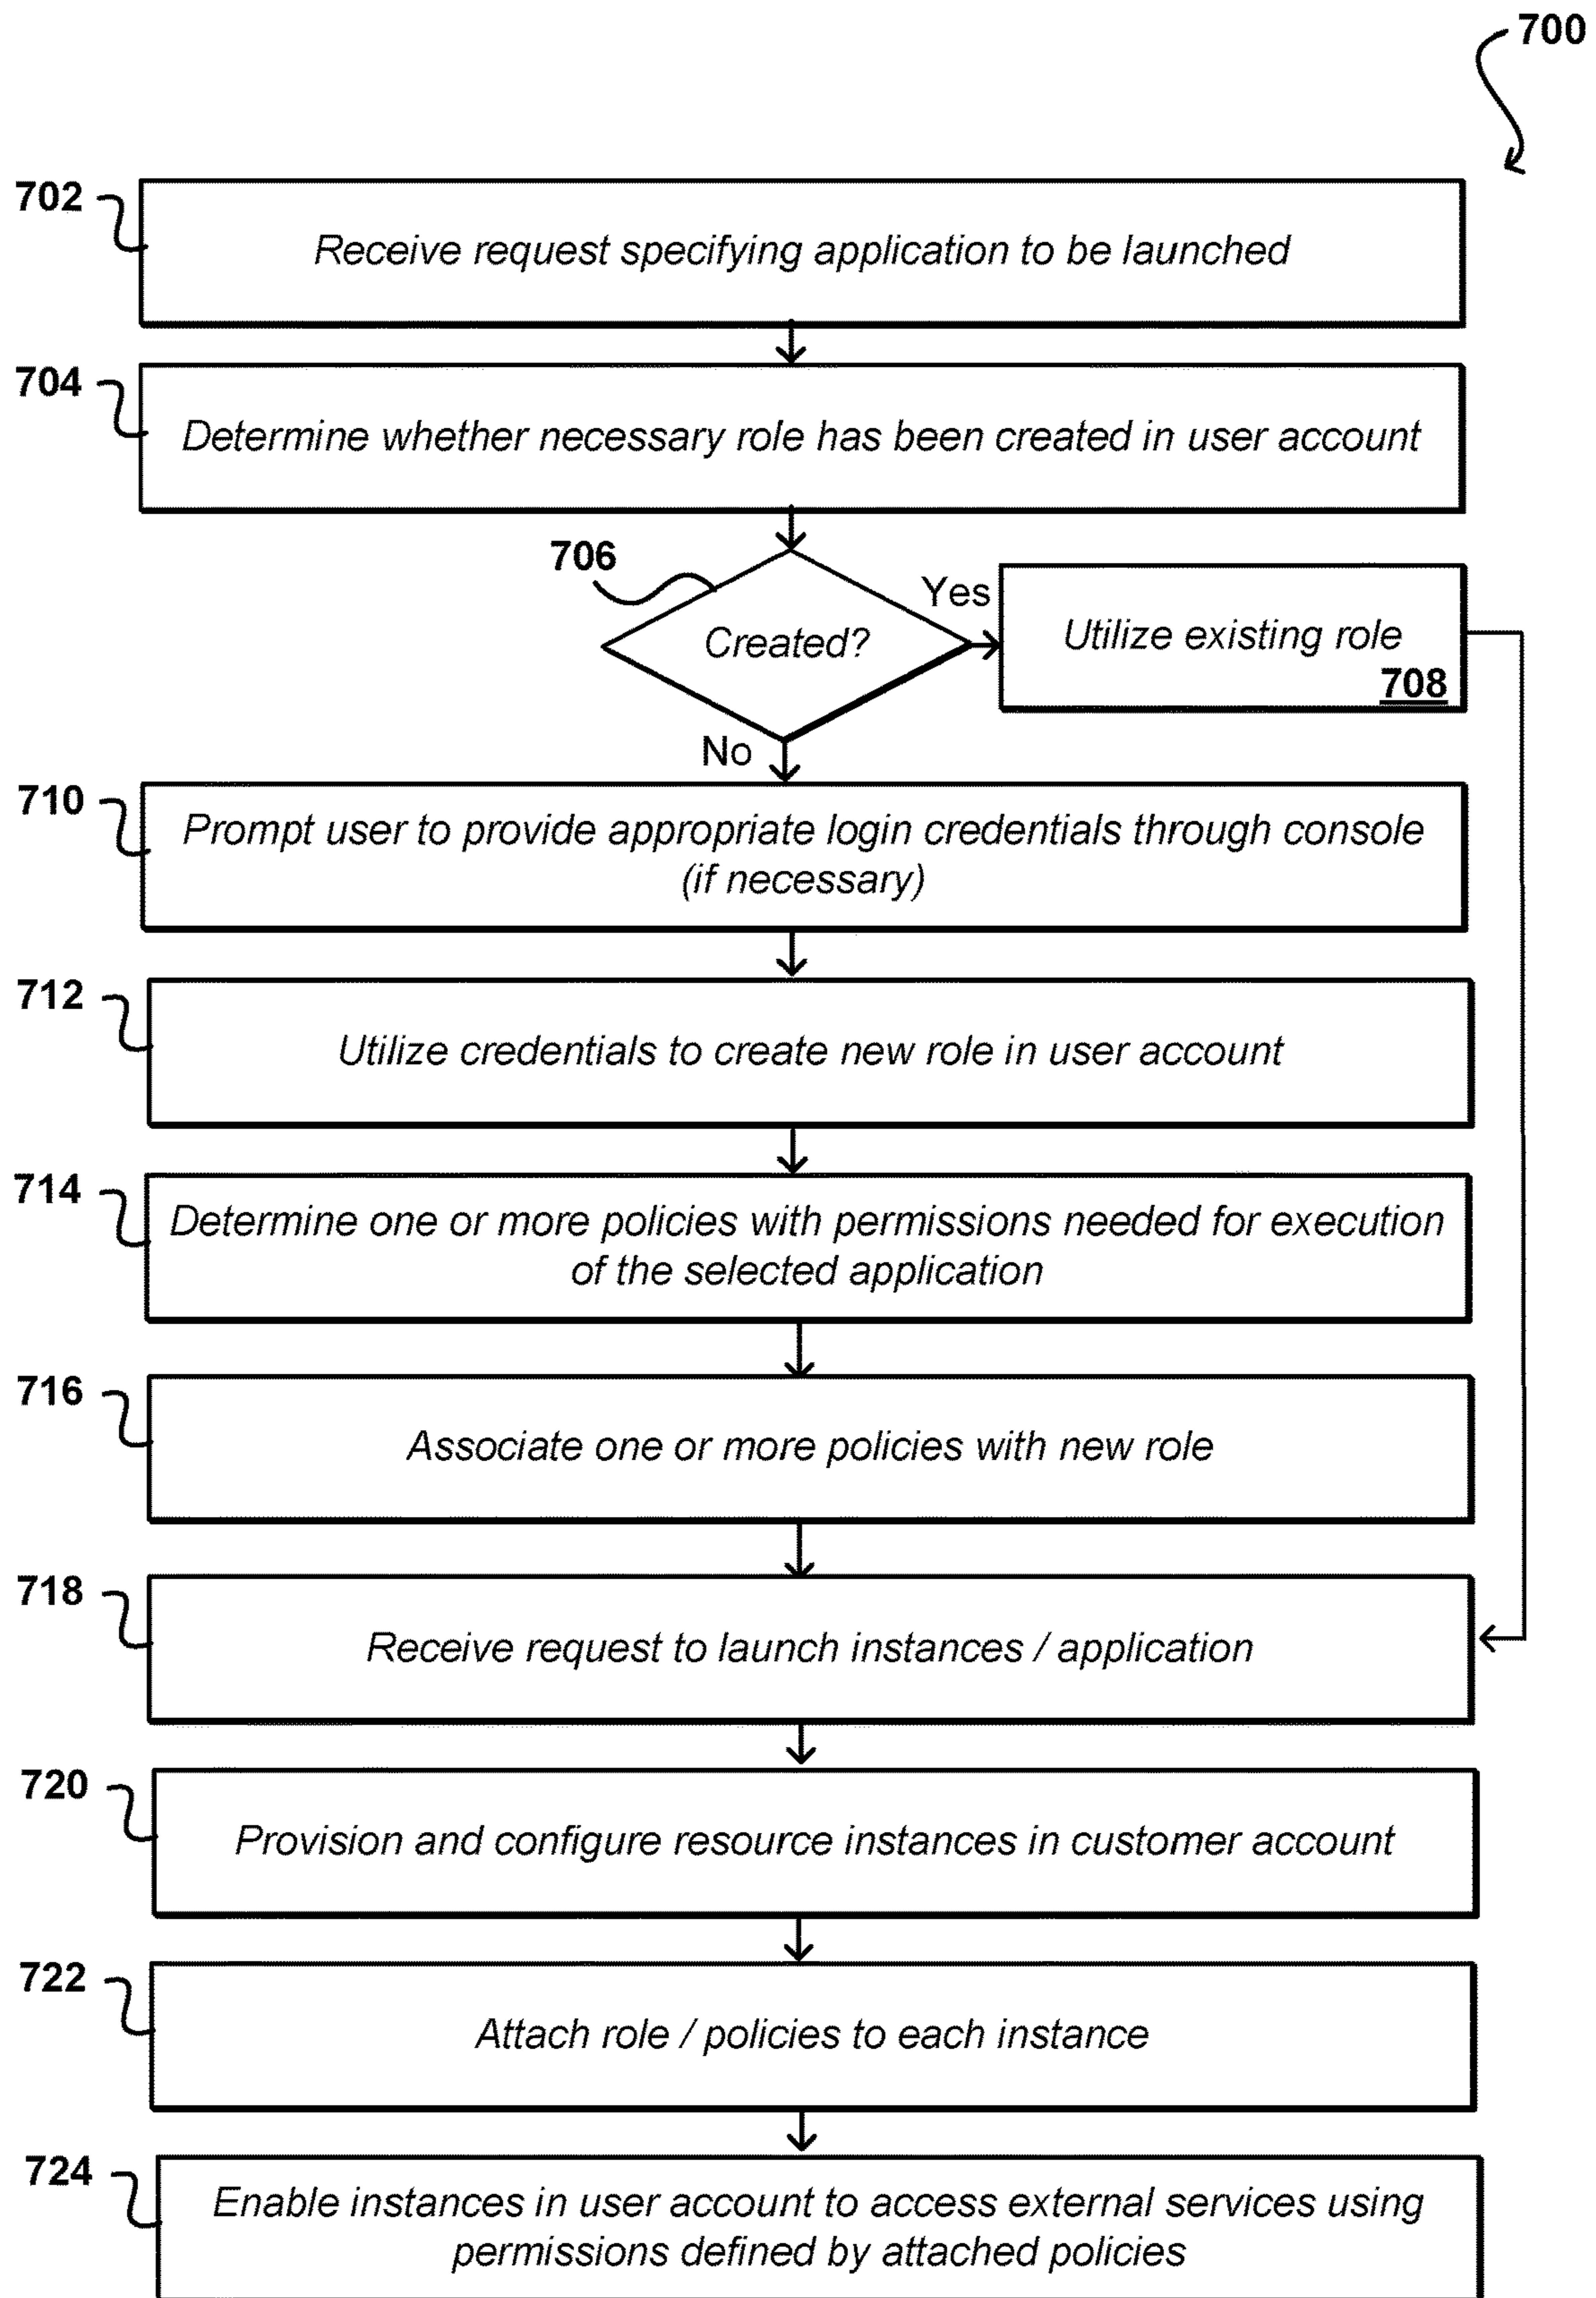 700
702
Receive request specifying application to be launched
704
Determine whether necessary role has been created in user account
706
Created?
Yes
Utilize existing role
708
No
710
Prompt user to provide appropriate login credentials through console
(if necessary)
712
Utilize credentials to create new role in user account
714
Determine one or more policies with permissions needed for execution
of the selected application
716
Associate one or more policies with new role
718
Receive request to launch instances / application
720
Provision and configure resource instances in customer account
722
Attach role / policies to each instance
724
Enable instances in user account to access external services using
permissions defined by attached policies